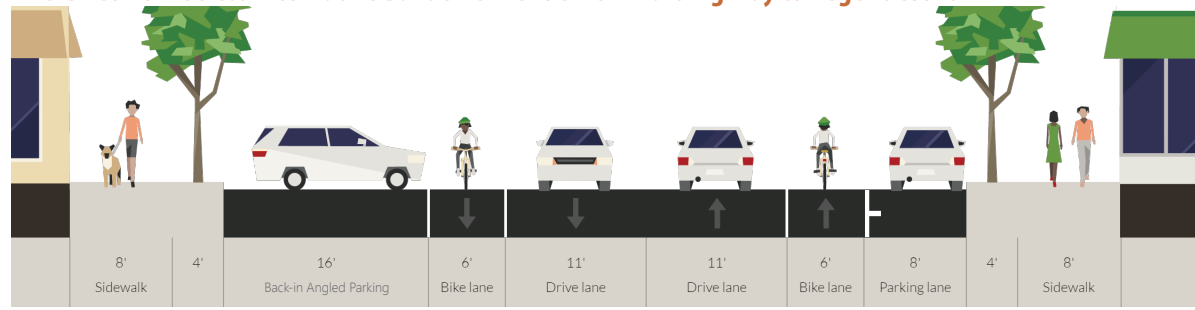 8' 4' 16' 6' 11' 11' 6' 8' 4' 8'
Sidewalk Back-in Angled Parking Bike lane Drive lane Drive lane Bike lane Parking lane Sidewalk